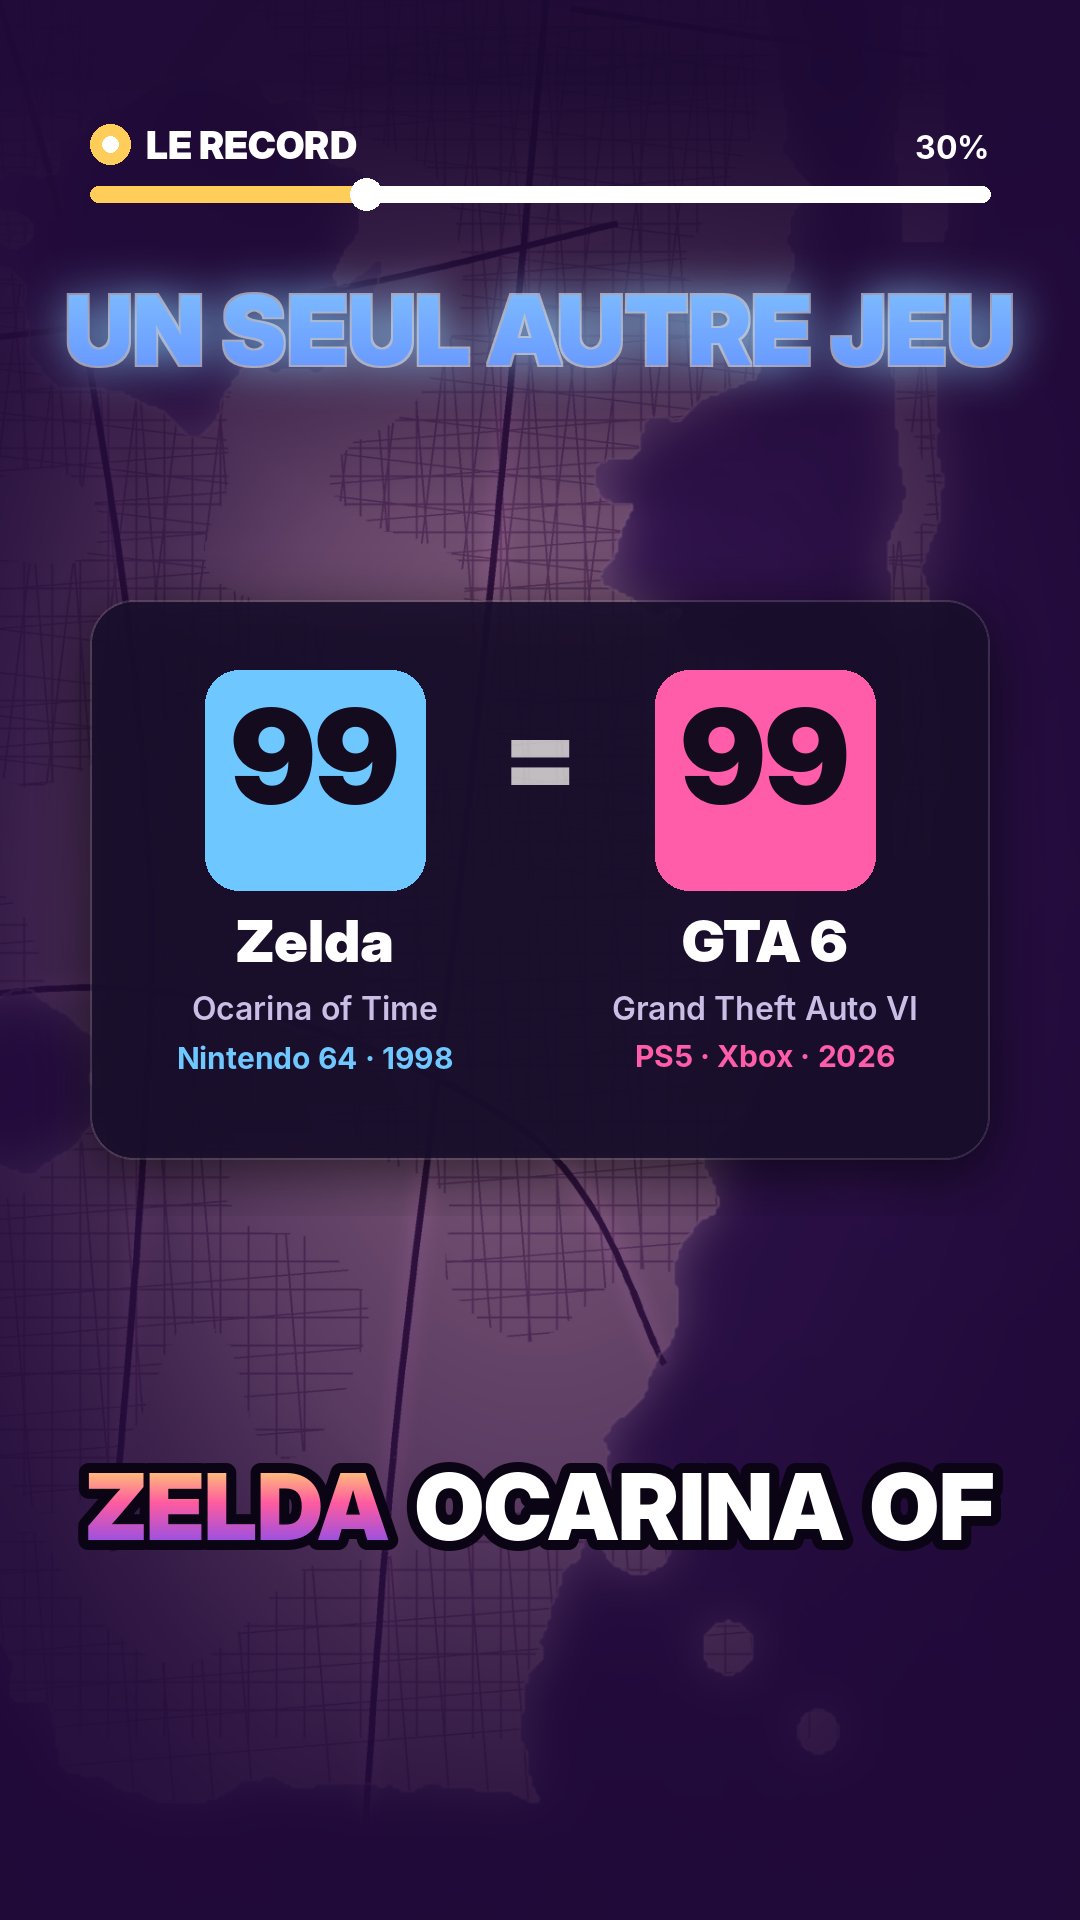 LE RECORD
30%
UN SEUL AUTRE JEU
99 = 99
Zelda
GTA 6
Ocarina of Time
Grand Theft Auto VI
Nintendo 64 · 1998
PS5 · Xbox · 2026
ZELDA OCARINA OF